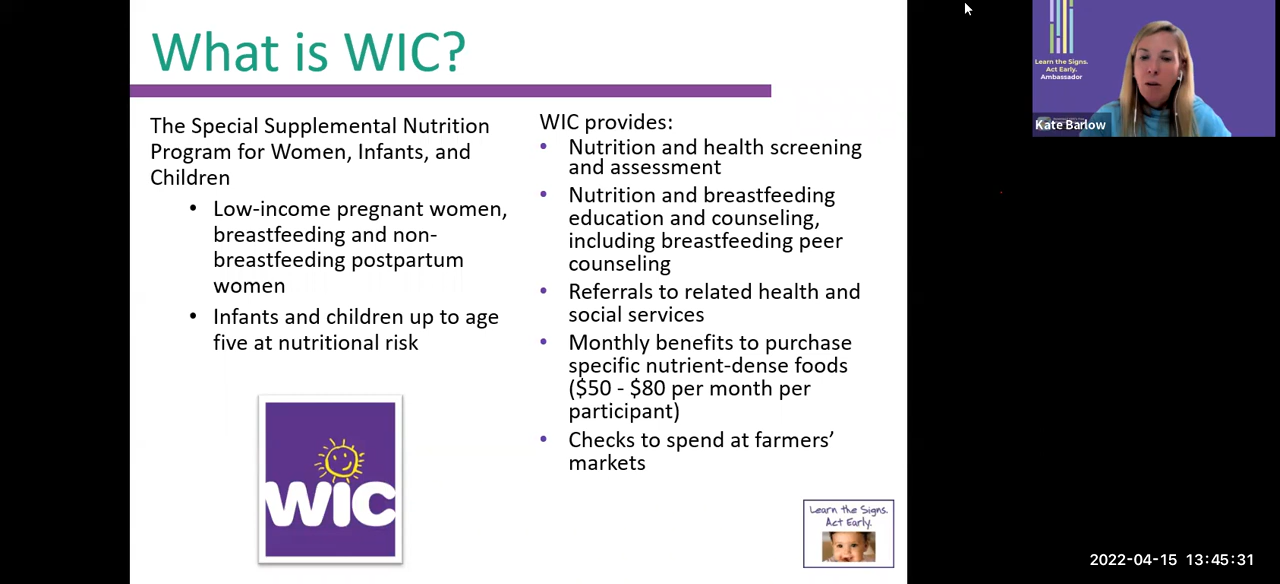 What is WIC?
The Special Supplemental Nutrition
Program for Women, Infants, and
Children
• Low-income pregnant women,
breastfeeding and non-
breastfeeding postpartum
women
• Infants and children up to age
five at nutritional risk
WIC
WIC provides:
• Nutrition and health screening
and assessment
• Nutrition and breastfeeding
education and counseling,
including breastfeeding peer
counseling
• Referrals to related health and
social services
• Monthly benefits to purchase
specific nutrient-dense foods
($50 - $80 per month per
participant)
• Checks to spend at farmers’
markets
Learn the Signs.
Act Early.
Learn the Signs.
Act Early.
Ambassador
Kate Barlow
2022-04-15 13:45:31